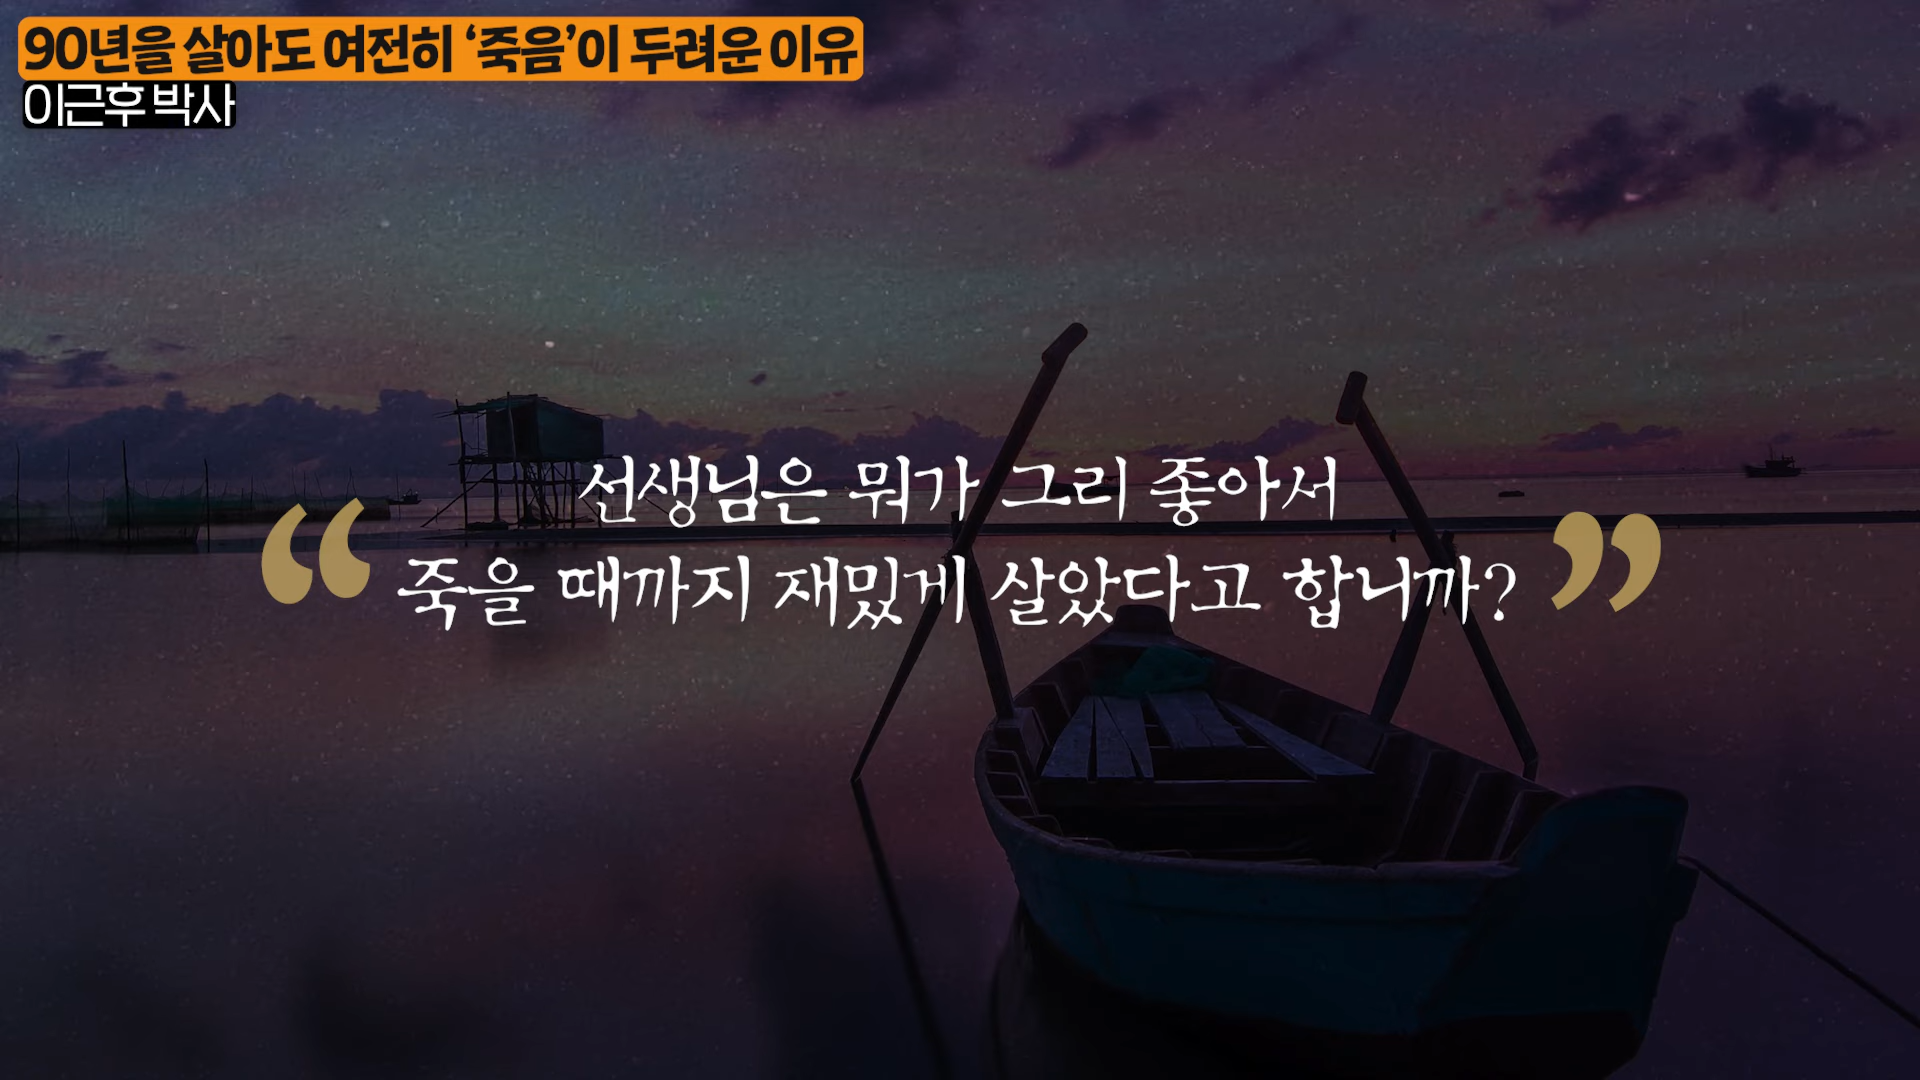 90년을 살아도 여전히 ‘죽음’이 두려운 이유
이근후 박사
“ 선생님은 뭐가 그리 좋아서
죽을 때까지 재밌게 살았다고 합니까? ”